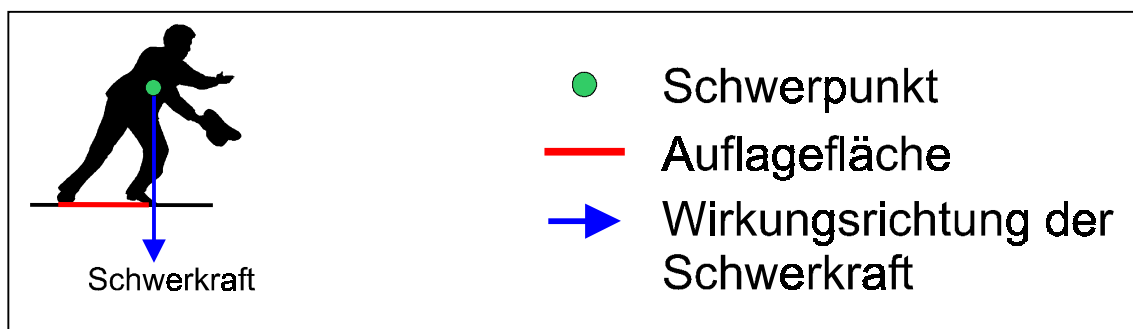 Schwerkraft
Schwerpunkt
Auflagefläche
Wirkungsrichtung der
Schwerkraft